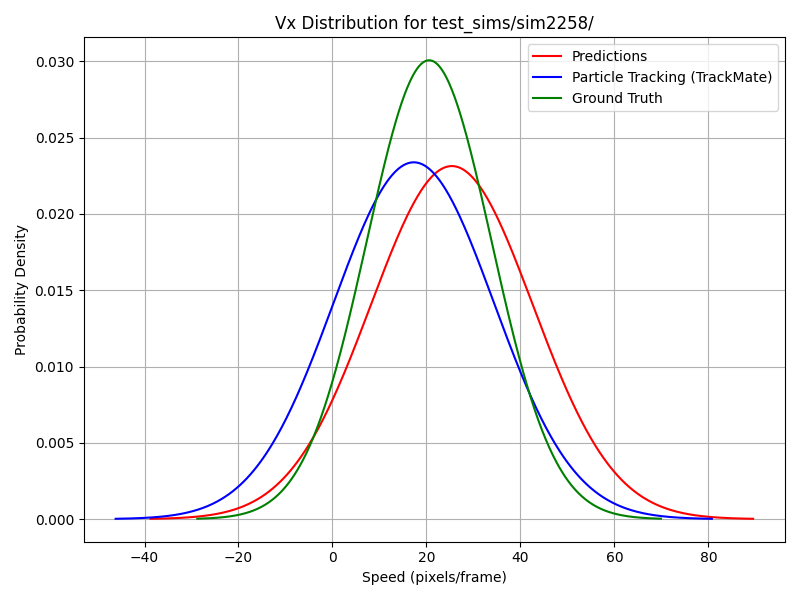 Vx Distribution for test_sims/sim2258/
Predictions
Particle Tracking (TrackMate)
Ground Truth
Probability Density
0.030
0.025
0.020
0.015
0.010
0.005
0.000
−40 −20 0 20 40 60 80
Speed (pixels/frame)